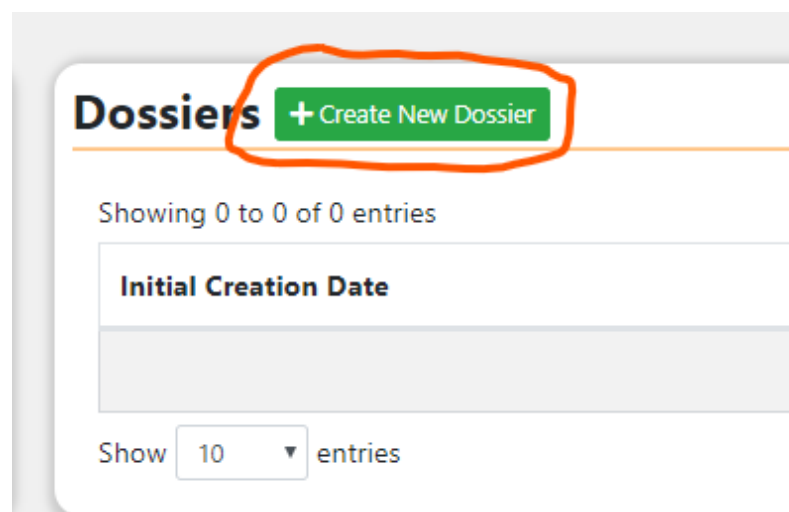 Dossiers + Create New Dossier
Showing 0 to 0 of 0 entries
Initial Creation Date
Show 10 entries